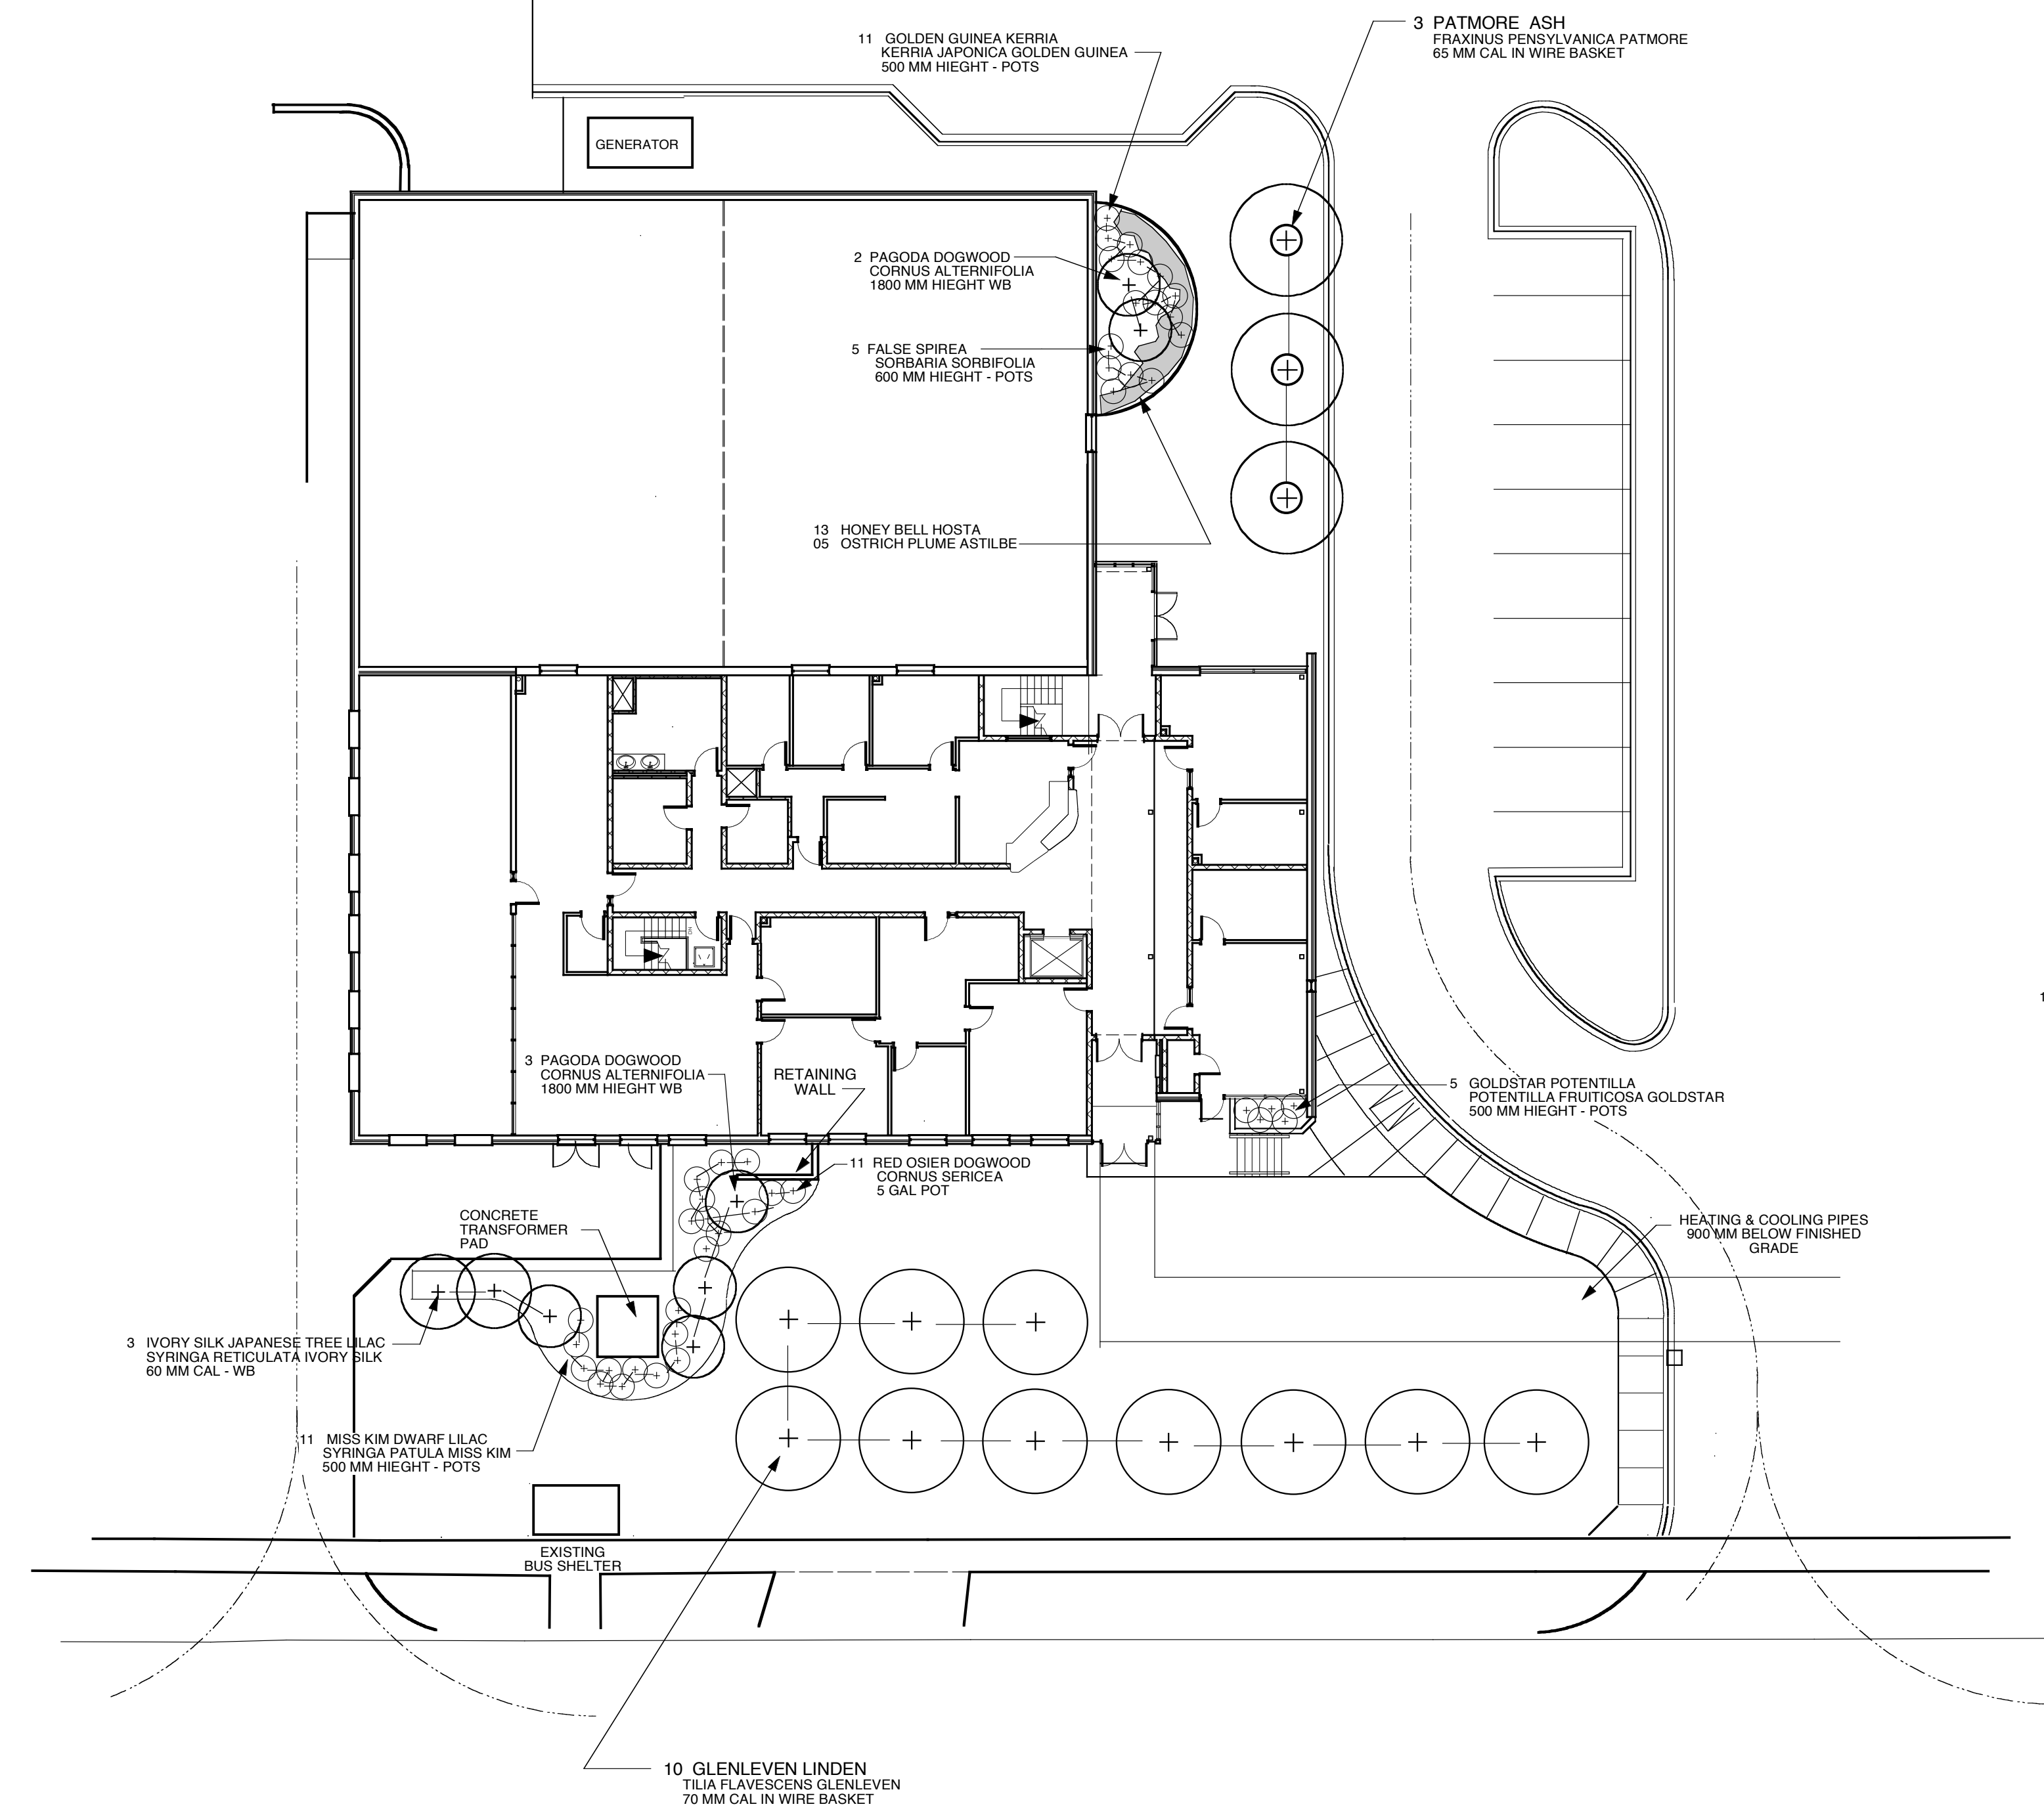 11 GOLDEN GUINEA KERRIA
KERRIA JAPONICA GOLDEN GUINEA
500 MM HIEGHT - POTS
3 PATMORE ASH
FRAXINUS PENSYLVANICA PATMORE
65 MM CAL IN WIRE BASKET
GENERATOR
2 PAGODA DOGWOOD
CORNUS ALTERNIFOLIA
1800 MM HIEGHT WB
5 FALSE SPIREA
SORBARIA SORBIFOLIA
600 MM HIEGHT - POTS
13 HONEY BELL HOSTA
05 OSTRICH PLUME ASTILBE
DN
3 PAGODA DOGWOOD
CORNUS ALTERNIFOLIA
1800 MM HIEGHT WB
RETAINING
WALL
5 GOLDSTAR POTENTILLA
POTENTILLA FRUITICOSA GOLDSTAR
500 MM HIEGHT - POTS
11 RED OSIER DOGWOOD
CORNUS SERICEA
5 GAL POT
CONCRETE
TRANSFORMER
PAD
HEATING & COOLING PIPES
900 MM BELOW FINISHED
GRADE
3 IVORY SILK JAPANESE TREE LILAC
SYRINGA RETICULATA IVORY SILK
60 MM CAL - WB
11 MISS KIM DWARF LILAC
SYRINGA PATULA MISS KIM
500 MM HIEGHT - POTS
EXISTING
BUS SHELTER
10 GLENLEVEN LINDEN
TILIA FLAVESCENS GLENLEVEN
70 MM CAL IN WIRE BASKET